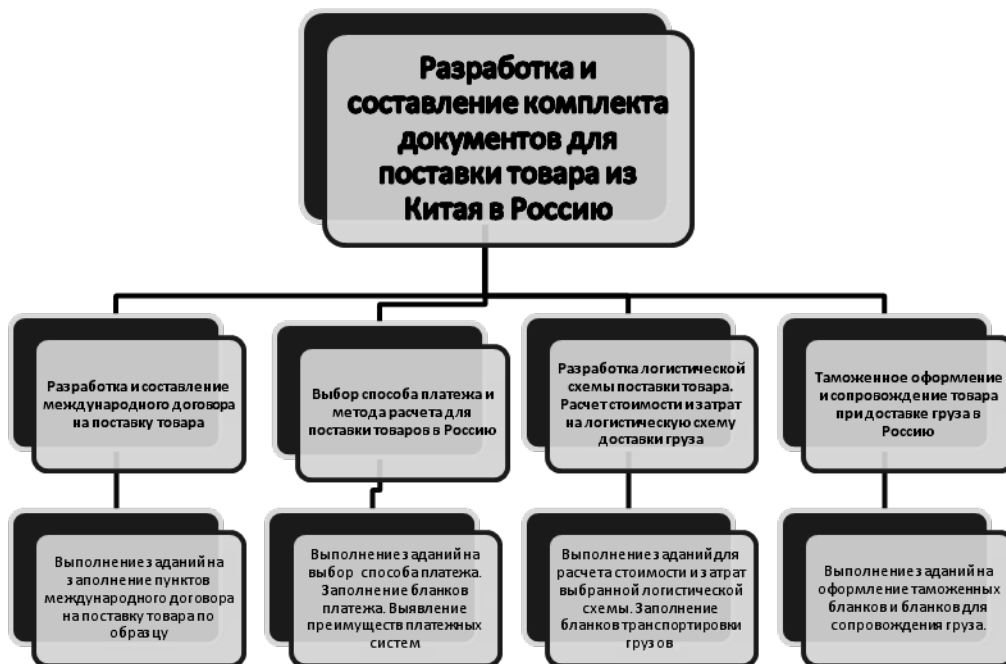 Разработка и
составление комплекта
документов для
поставки товара из
Китая в Россию
Разработка и составление
международного договора
на поставку товара
Выбор способа платежа и
метода расчета для
поставки товаров в Россию
Разработка логистической
схемы поставки товара.
Расчет стоимости и затрат
на логистическую схему
доставки груза
Таможенное оформление
и сопровождение товара
при доставке груза в
Россию
Выполнение заданий на
заполнение пунктов
международного договора
на поставку товара по
образцу
Выполнение заданий на
выбор способа платежа.
Заполнение бланков
платежа. Выявление
преимуществ платежных
систем
Выполнение заданий для
расчета стоимости и затрат
выбранной логистической
схемы. Заполнение
бланков транспортировки
грузов
Выполнение заданий на
оформление таможенных
бланков и бланков для
сопровождения груза.